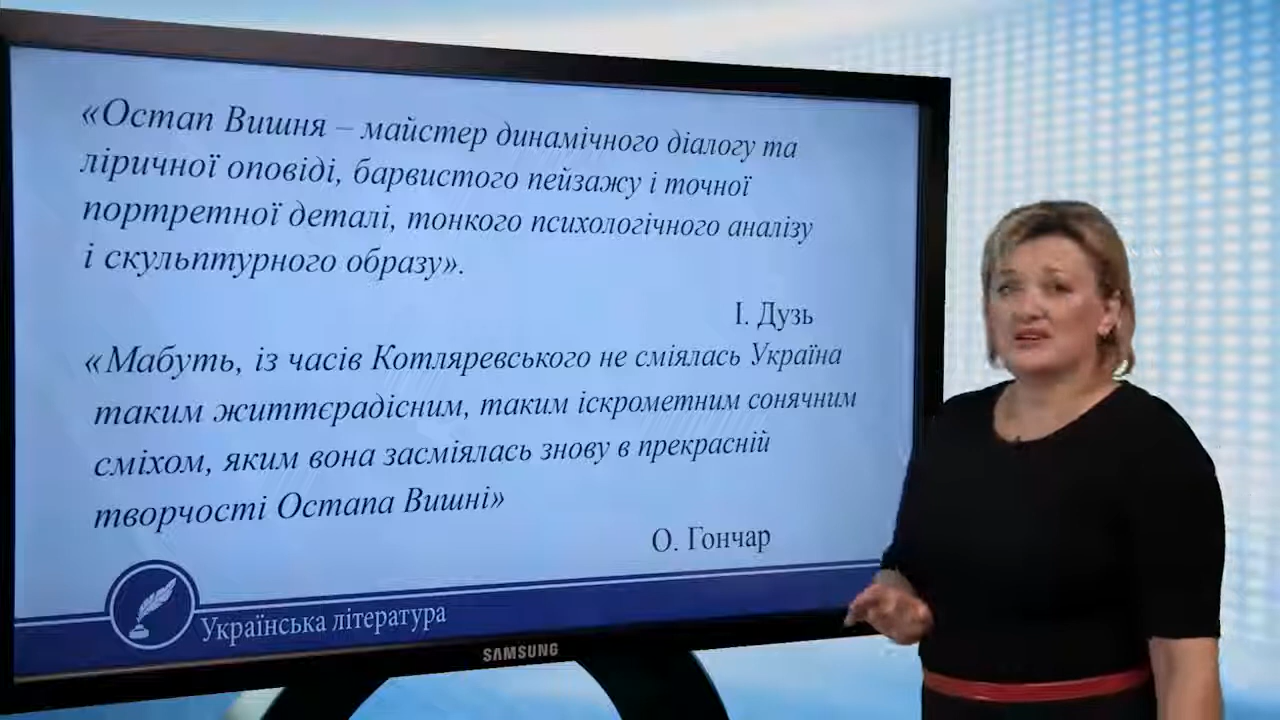 «Остап Вишня – майстер динамічного діалогу та
ліричної оповіді, барвистого пейзажу і точної
портретної деталі, тонкого психологічного аналізу
і скульптурного образу».
І. Дузь
«Мабуть, із часів Котляревського не сміялась Україна
таким життєрадісним, таким іскрометним сонячним
сміхом, яким вона засміялась знову в прекрасній
творчості Остапа Вишні»
О. Гончар
Українська література
SAMSUNG